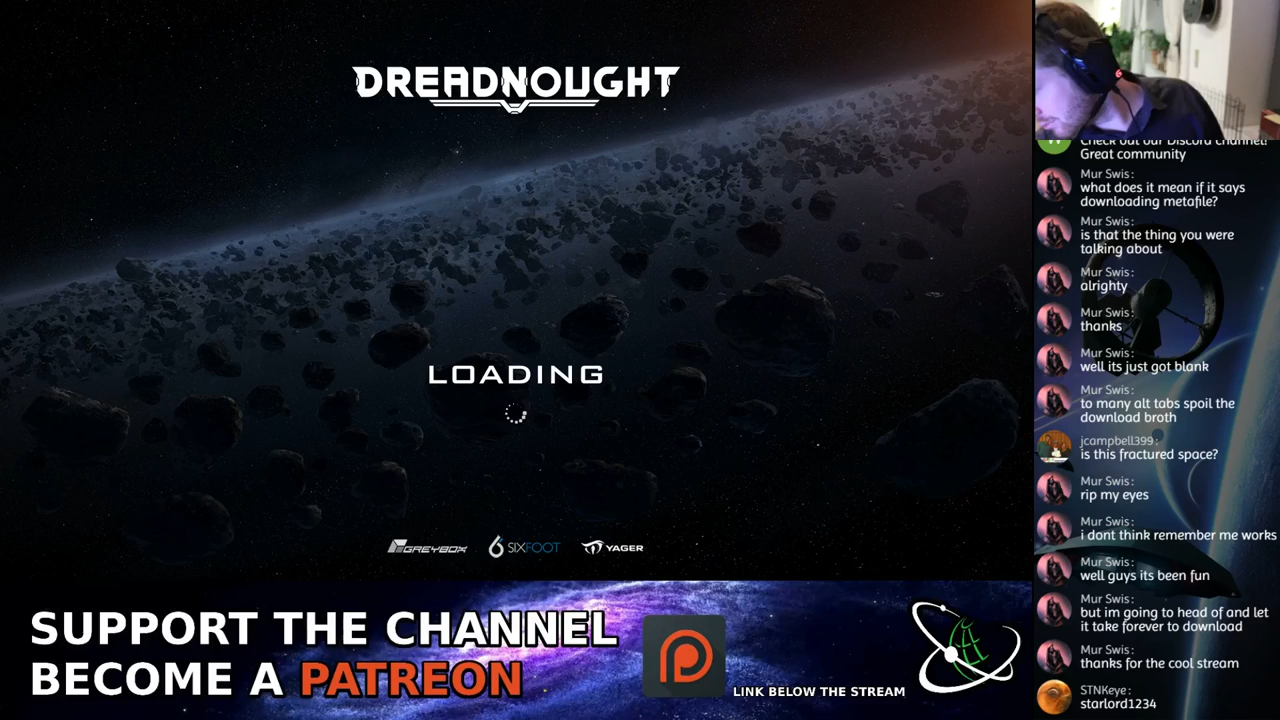 DREADNOUGHT
LOADING
GREYBOX
SIXFOOT
YAGER
SUPPORT THE CHANNEL
BECOME A PATREON
LINK BELOW THE STREAM
Check out our Discord channel!
Great community
Mur Swis:
what does it mean if it says
downloading metafile?
Mur Swis:
is that the thing you were
talking about
Mur Swis:
alrighty
Mur Swis:
thanks
Mur Swis:
well its just got blank
Mur Swis:
to many alt tabs spoil the
download broth
jcampbell399:
is this fractured space?
Mur Swis:
rip my eyes
Mur Swis:
i dont think remember me works
Mur Swis:
well guys its been fun
Mur Swis:
but im going to head of and let
it take forever to download
Mur Swis:
thanks for the cool stream
STNKeye:
starlord1234